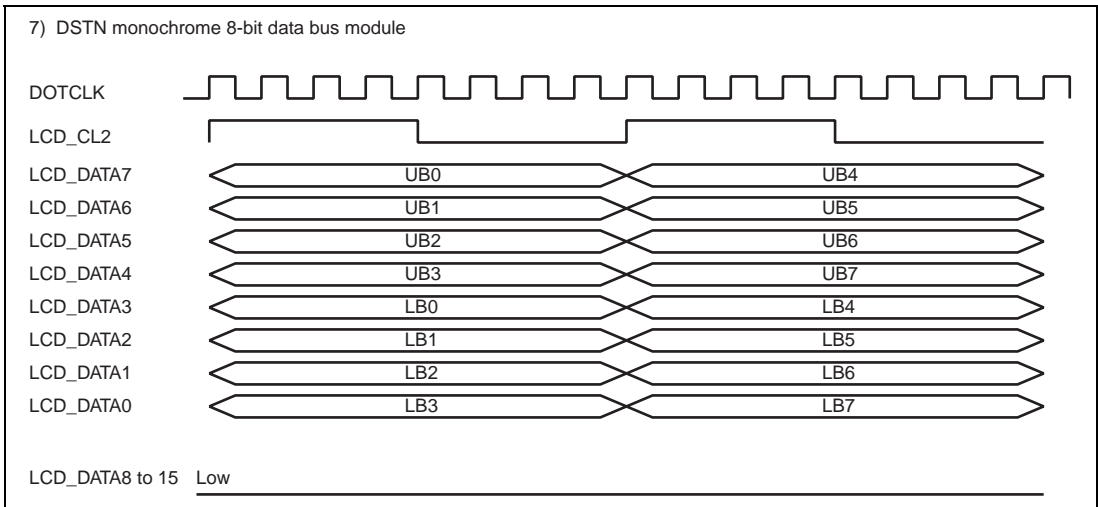 7) DSTN monochrome 8-bit data bus module
DOTCLK
LCD_CL2
LCD_DATA7 UB0 UB4
LCD_DATA6 UB1 UB5
LCD_DATA5 UB2 UB6
LCD_DATA4 UB3 UB7
LCD_DATA3 LB0 LB4
LCD_DATA2 LB1 LB5
LCD_DATA1 LB2 LB6
LCD_DATA0 LB3 LB7
LCD_DATA8 to 15 Low